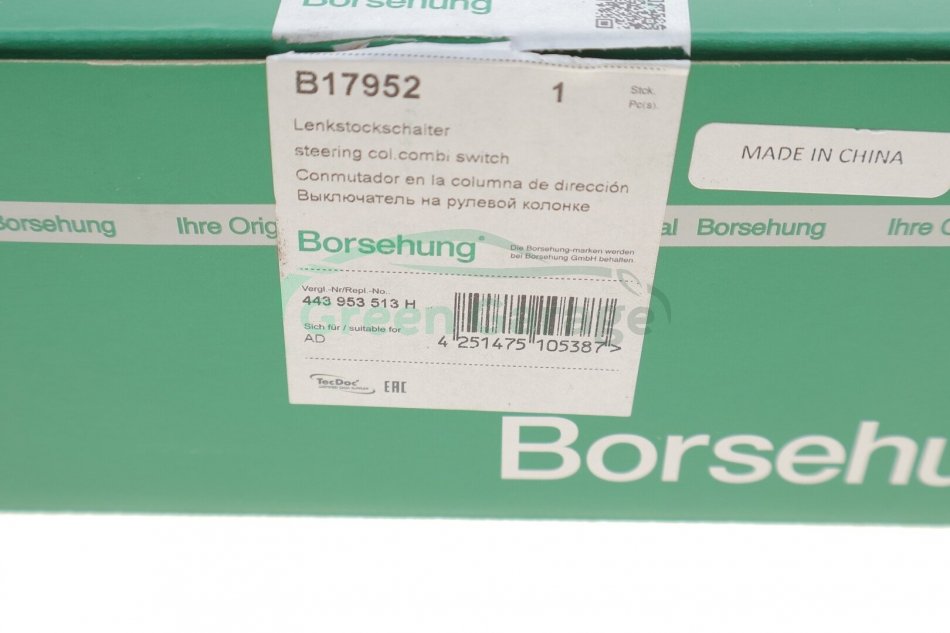 Borsehung
B17952 1 Stck.
Pc(s).
Lenkstockschalter
steering col.combi switch
Conmutador en la columna de dirección
Выключатель на рулевой колонке
MADE IN CHINA
Borsehung Ihre Orig al Borsehung Ihre O
Borsehung®
Die Borsehung-marken werden
bei Borsehung GmbH behalten.
Vergl.-Nr/Repl.-No..
443 953 513 H
Green Garage
Sich für / suitable for
AD
4 251475 105387>
TecDoc
EAC
Borsehu